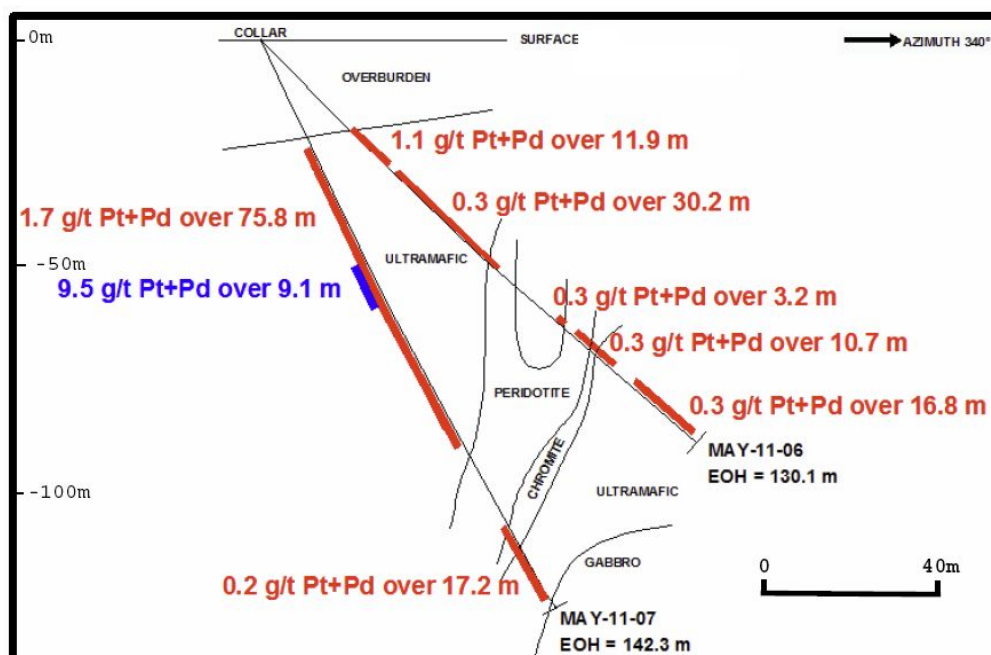 COLLAR
0m
SURFACE
AZIMUTH 340°
OVERBURDEN
1.1 g/t Pt+Pd over 11.9 m
0.3 g/t Pt+Pd over 30.2 m
1.7 g/t Pt+Pd over 75.8 m
ULTRAMAFIC
-50m
9.5 g/t Pt+Pd over 9.1 m
0.3 g/t Pt+Pd over 3.2 m
0.3 g/t Pt+Pd over 10.7 m
PERIDOTITE
0.3 g/t Pt+Pd over 16.8 m
MAY-11-06
EOH = 130.1 m
CHROMITE
ULTRAMAFIC
-100m
GABBRO
0
40m
0.2 g/t Pt+Pd over 17.2 m
MAY-11-07
EOH = 142.3 m